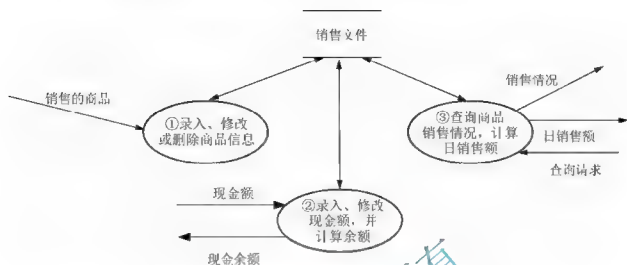 销售文件
销售的商品
①录入、修改
或删除商品信息
销售情况
③查询商品
销售情况，计算
日销售额
日销售额
查询请求
现金额
②录入、修改
现金额，并
计算余额
现金余额